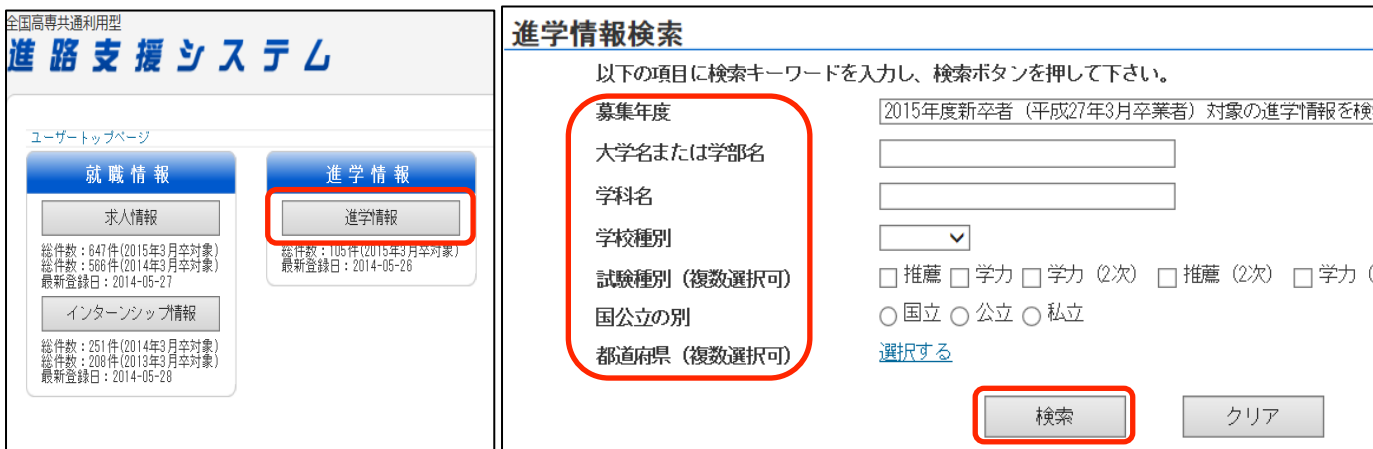 全国高専共通利用型
進路支援システム
ユーザートップページ
就職情報
求人情報
総件数:647件(2015年3月卒対象)
総件数:566件(2014年3月卒対象)
最新登録日:2014-05-27
インターンシップ情報
総件数:251件(2014年3月卒対象)
総件数:208件(2013年3月卒対象)
最新登録日:2014-05-28
進学情報
進学情報
総件数:105件(2015年3月卒対象)
最新登録日:2014-05-26
進学情報検索
以下の項目に検索キーワードを入力し、検索ボタンを押して下さい。
募集年度 2015年度新卒者(平成27年3月卒業者)対象の進学情報を検
大学名または学部名
学科名
学校種別
試験種別(複数選択可) 推薦 学力 学力(2次) 推薦(2次) 学力(
国公立の別 国立 公立 私立
都道府県(複数選択可) 選択する
検索 クリア